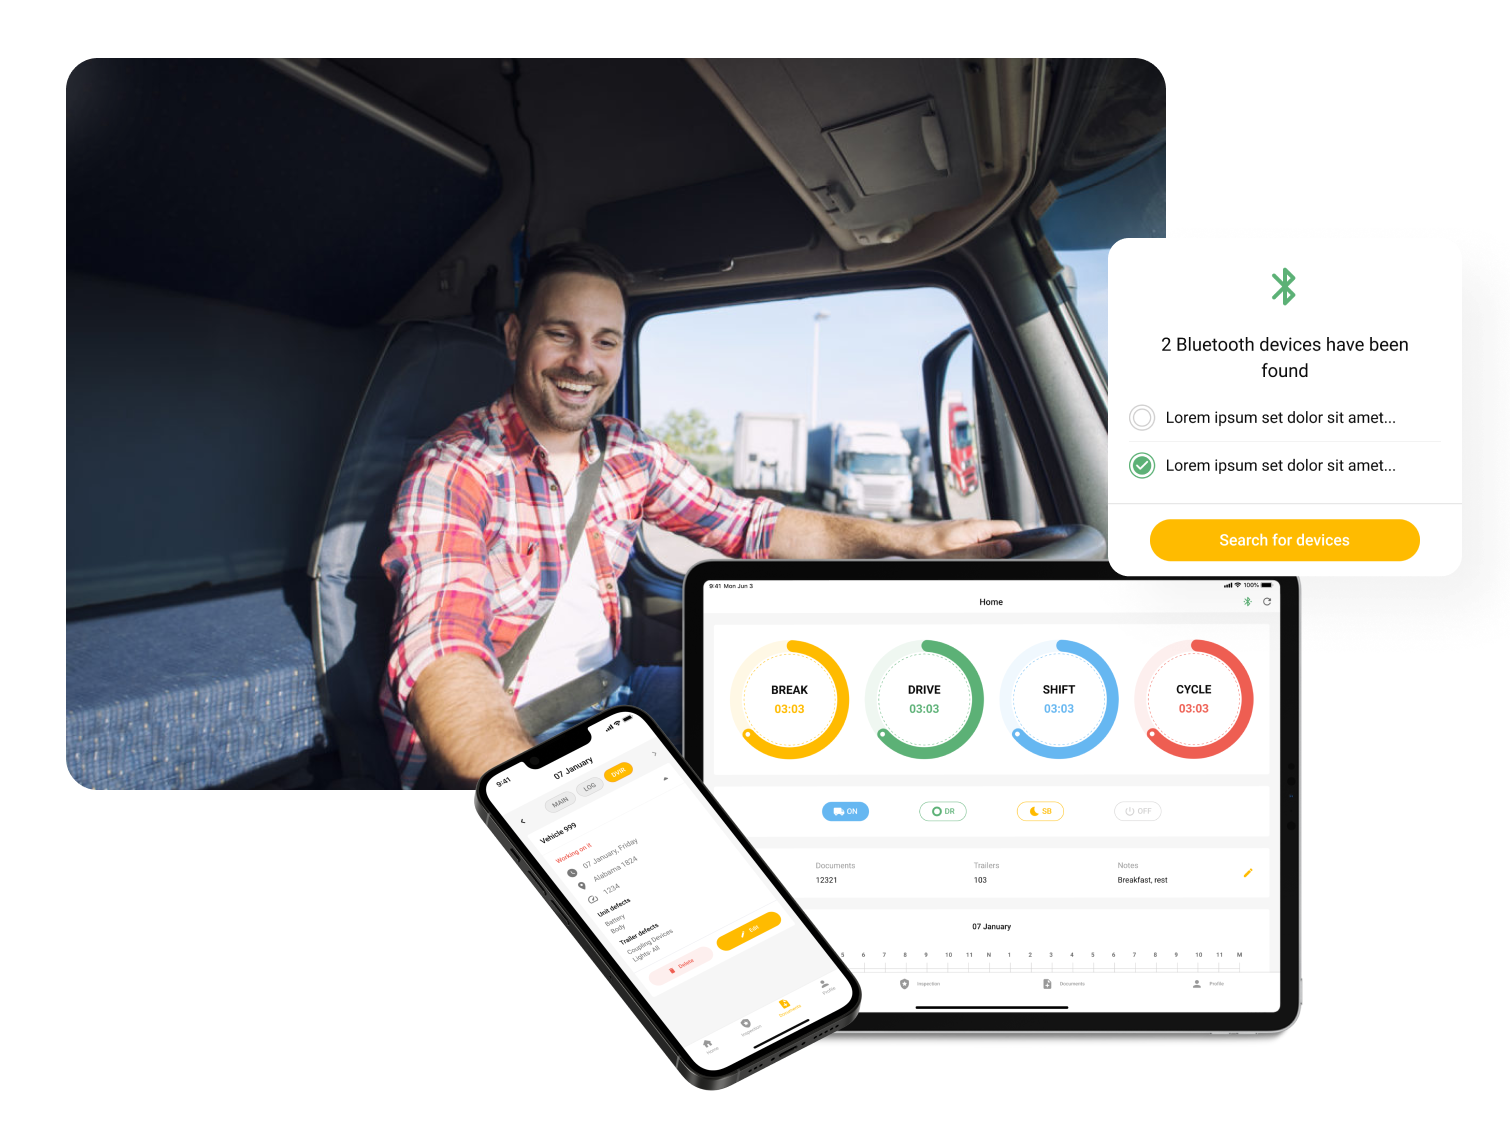 2 Bluetooth devices have been
found
Lorem ipsum set dolor sit amet...
Lorem ipsum set dolor sit amet...
Search for devices
9:41 Mon Jun 3
100%
Home
BREAK
03:03
DRIVE
03:03
SHIFT
03:03
CYCLE
03:03
ON
DR
SB
OFF
Documents
12321
Trailers
103
Notes
Breakfast, rest
07 January
5 6 7 8 9 10 11 N 1 2 3 4 5 6 7 8 9 10 11 M
Inspection
Documents
Profile
9:41
07 January
MAIN
LOG
DVIR
Vehicle 999
Working on it
07 January, Friday
Alabama 1824
1234
Unit defects
Battery
Body
Trailer defects
Coupling Devices
Lights- All
Delete
Edit
Home
Inspection
Documents
Profile